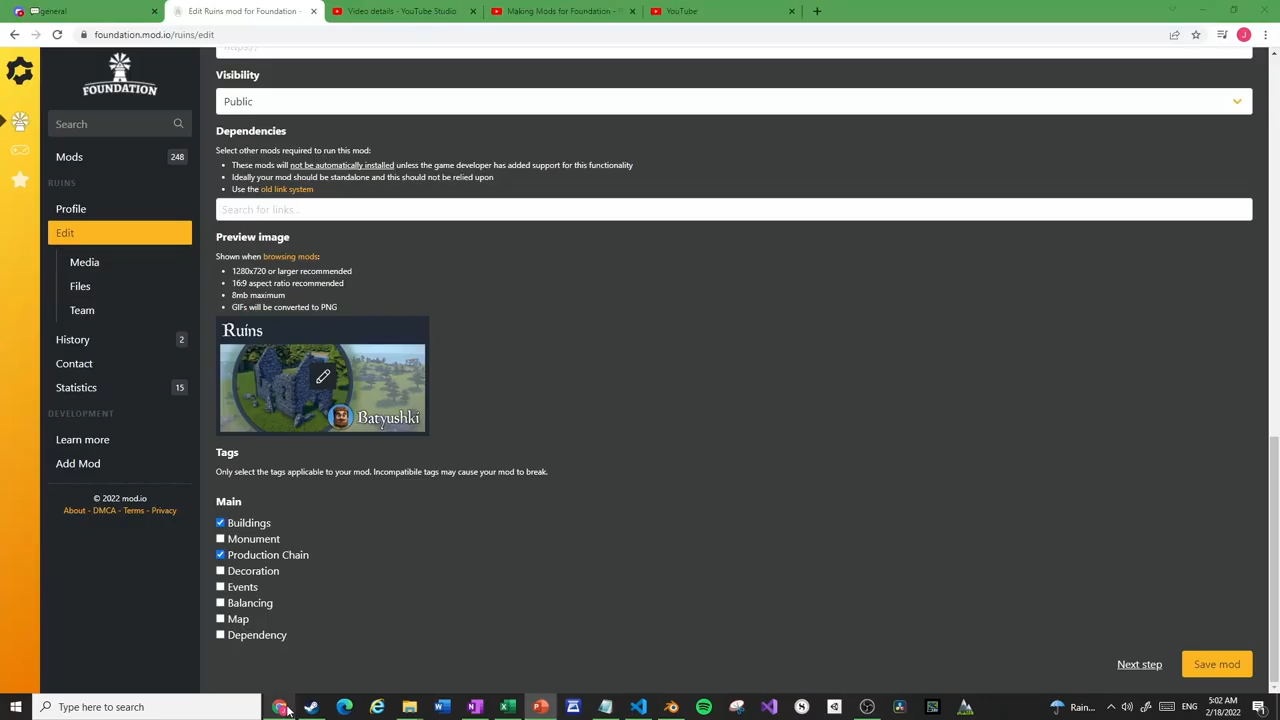 general
Edit Ruins mod for Foundation -
Video details - YouTube Studio
Making Mods for Foundation - P
YouTube
foundation.mod.io/ruins/edit
J
FOUNDATION
Search
Mods
248
RUINS
Profile
Edit
Media
Files
Team
History
2
Contact
Statistics
15
DEVELOPMENT
Learn more
Add Mod
© 2022 mod.io
About - DMCA - Terms - Privacy
https://
Visibility
Public
Dependencies
Select other mods required to run this mod:
These mods will not be automatically installed unless the game developer has added support for this functionality
Ideally your mod should be standalone and this should not be relied upon
Use the old link system
Search for links...
Preview image
Shown when browsing mods:
1280x720 or larger recommended
16:9 aspect ratio recommended
8mb maximum
GIFs will be converted to PNG
Ruins
Batyushki
Tags
Only select the tags applicable to your mod. Incompatibile tags may cause your mod to break.
Main
Buildings
Monument
Production Chain
Decoration
Events
Balancing
Map
Dependency
Next step
Save mod
Type here to search
Rain...
5:02 AM
2/18/2022